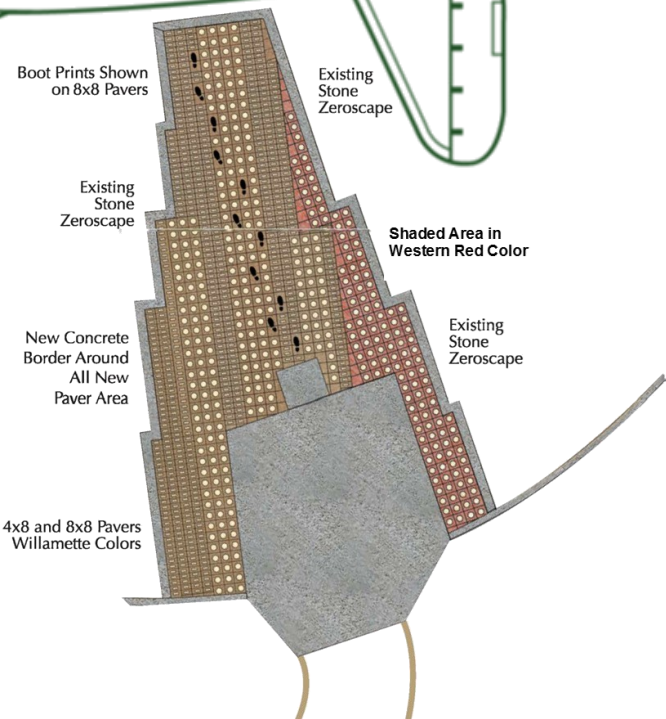 Boot Prints Shown
on 8x8 Pavers
Existing
Stone
Zeroscape
Existing
Stone
Zeroscape
Shaded Area in
Western Red Color
Existing
Stone
Zeroscape
New Concrete
Border Around
All New
Paver Area
4x8 and 8x8 Pavers
Willamette Colors